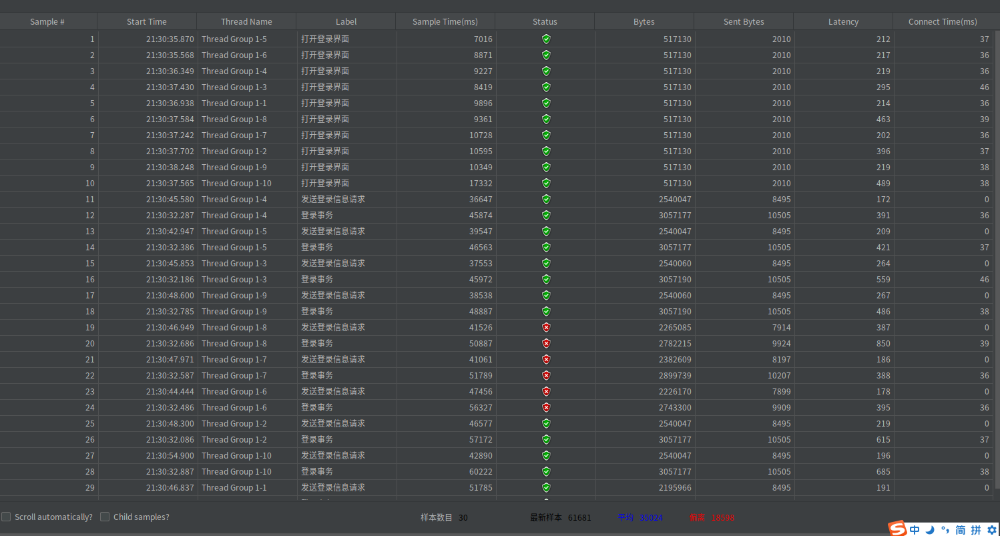 Sample # Start Time Thread Name Label Sample Time(ms) Status Bytes Sent Bytes Latency Connect Time(ms)
1 21:30:35.870 Thread Group 1-5 打开登录界面 7016 517130 2010 212 37
2 21:30:35.568 Thread Group 1-6 打开登录界面 8871 517130 2010 217 36
3 21:30:36.349 Thread Group 1-4 打开登录界面 9227 517130 2010 219 36
4 21:30:37.430 Thread Group 1-3 打开登录界面 8419 517130 2010 295 46
5 21:30:36.938 Thread Group 1-1 打开登录界面 9896 517130 2010 214 36
6 21:30:37.584 Thread Group 1-8 打开登录界面 9361 517130 2010 463 39
7 21:30:37.242 Thread Group 1-7 打开登录界面 10728 517130 2010 202 36
8 21:30:37.702 Thread Group 1-2 打开登录界面 10595 517130 2010 396 37
9 21:30:38.248 Thread Group 1-9 打开登录界面 10349 517130 2010 219 38
10 21:30:37.565 Thread Group 1-10 打开登录界面 17332 517130 2010 489 38
11 21:30:45.580 Thread Group 1-4 发送登录信息请求 36647 2540047 8495 172 0
12 21:30:32.287 Thread Group 1-4 登录事务 45874 3057177 10505 391 36
13 21:30:42.947 Thread Group 1-5 发送登录信息请求 39547 2540047 8495 209 0
14 21:30:32.386 Thread Group 1-5 登录事务 46563 3057177 10505 421 37
15 21:30:45.853 Thread Group 1-3 发送登录信息请求 37553 2540060 8495 264 0
16 21:30:32.186 Thread Group 1-3 登录事务 45972 3057190 10505 559 46
17 21:30:48.600 Thread Group 1-9 发送登录信息请求 38538 2540060 8495 267 0
18 21:30:32.785 Thread Group 1-9 登录事务 48887 3057190 10505 486 38
19 21:30:46.949 Thread Group 1-8 发送登录信息请求 41526 2265085 7914 387 0
20 21:30:32.686 Thread Group 1-8 登录事务 50887 2782215 9924 850 39
21 21:30:47.971 Thread Group 1-7 发送登录信息请求 41061 2382609 8197 186 0
22 21:30:32.587 Thread Group 1-7 登录事务 51789 2899739 10207 388 36
23 21:30:44.444 Thread Group 1-6 发送登录信息请求 47456 2226170 7899 178 0
24 21:30:32.486 Thread Group 1-6 登录事务 56327 2743300 9909 395 36
25 21:30:48.300 Thread Group 1-2 发送登录信息请求 46577 2540047 8495 219 0
26 21:30:32.086 Thread Group 1-2 登录事务 57172 3057177 10505 615 37
27 21:30:54.900 Thread Group 1-10 发送登录信息请求 42890 2540047 8495 196 0
28 21:30:32.887 Thread Group 1-10 登录事务 60222 3057177 10505 685 38
29 21:30:46.837 Thread Group 1-1 发送登录信息请求 51785 2195966 8495 191 0
Scroll automatically? Child samples? 样本数目 30 最新样本 61681 平均 35024 偏离 18598
S 中 简 拼